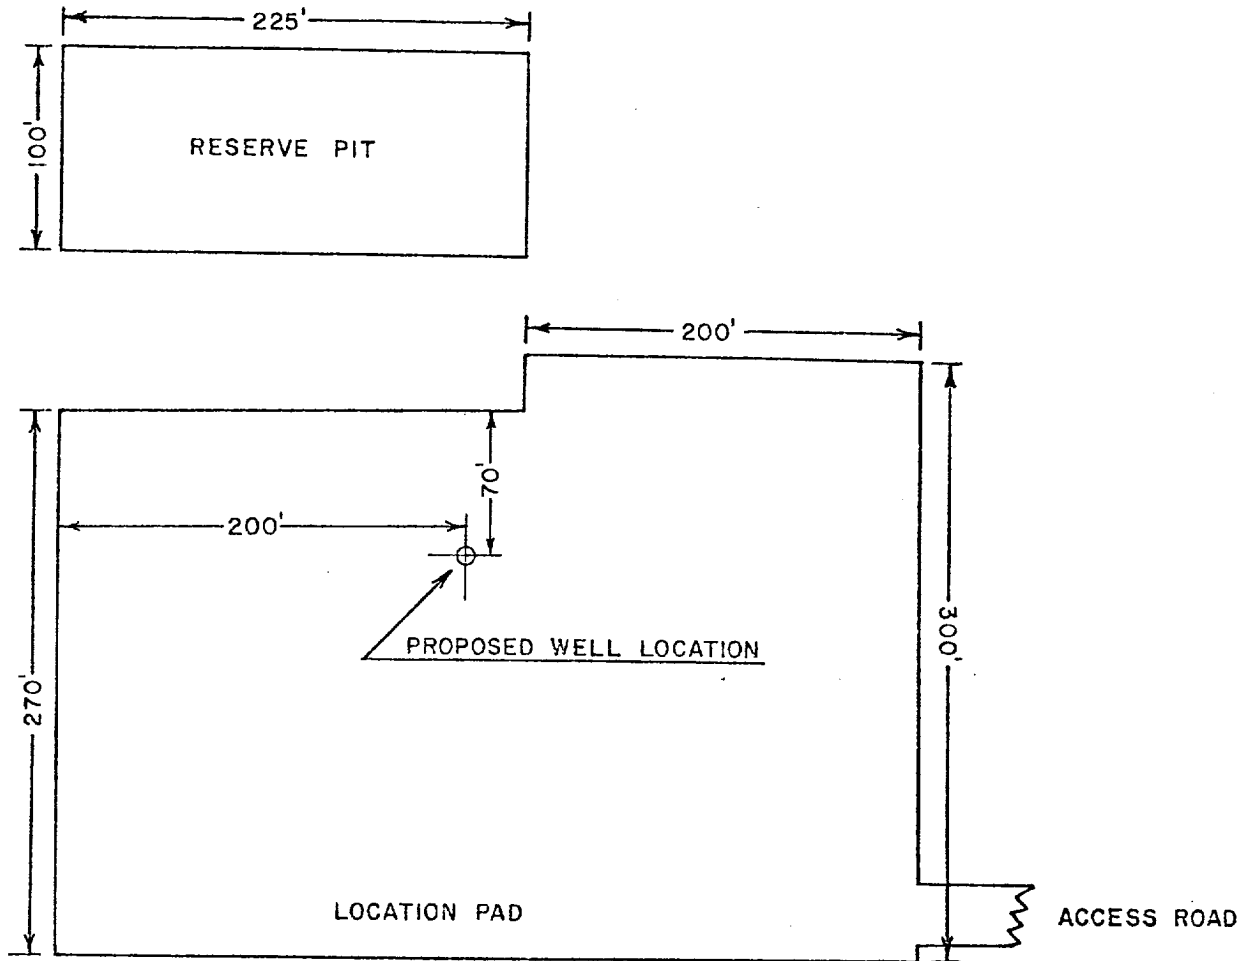 225'
100'
RESERVE PIT
200'
70'
200'
300'
PROPOSED WELL LOCATION
270'
LOCATION PAD
ACCESS ROAD